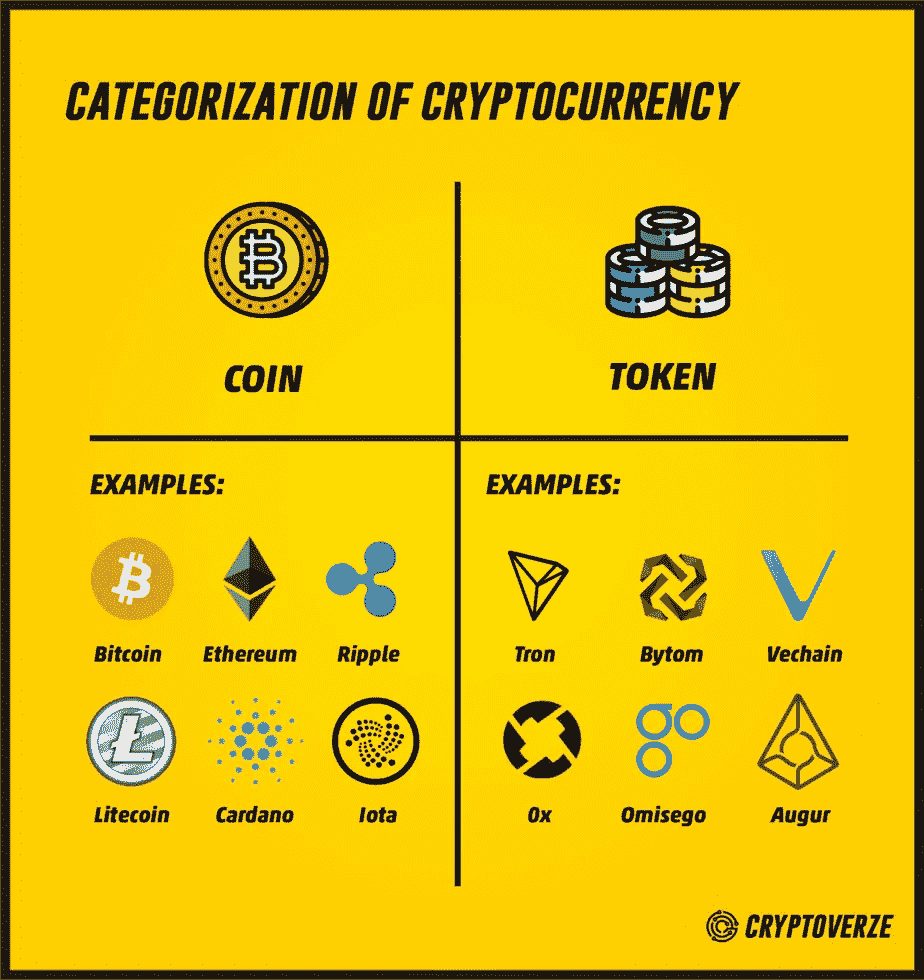 CATEGORIZATION OF CRYPTOCURRENCY
COIN
TOKEN
EXAMPLES:
Bitcoin Ethereum Ripple
Litecoin Cardano Iota
EXAMPLES:
Tron Bytom Vechain
0x Omisego Augur
CRYPTOVERZE